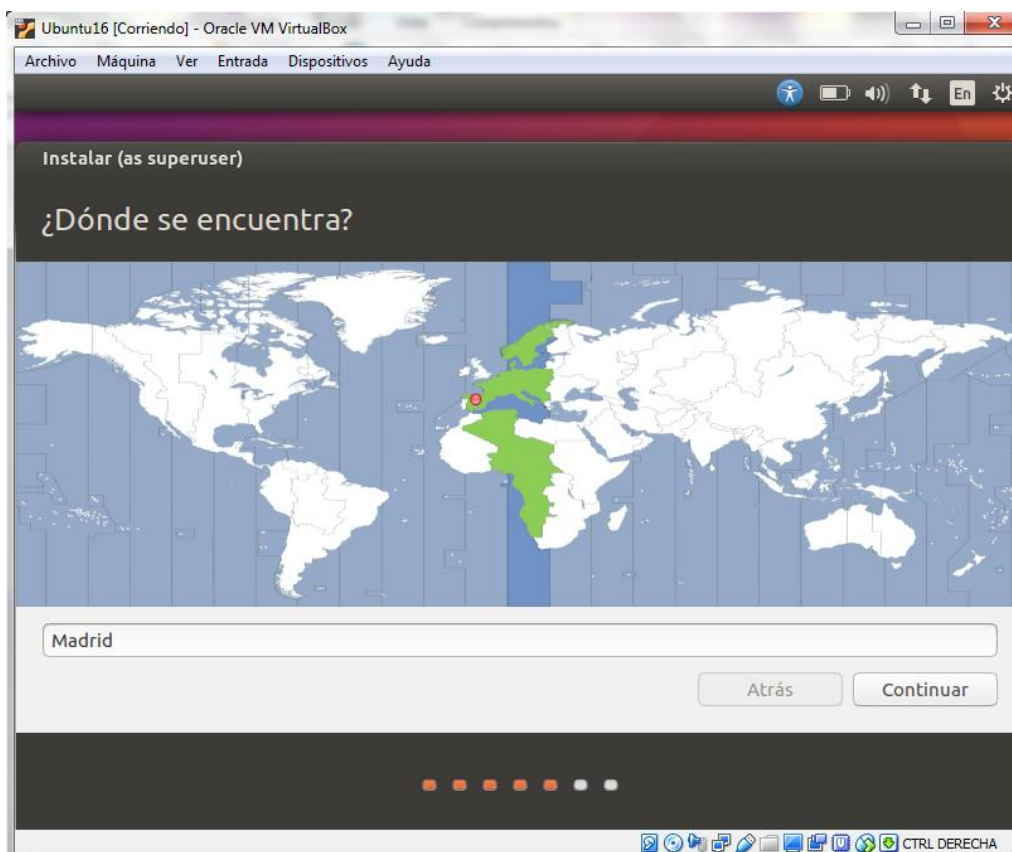 Ubuntu16 [Corriendo] - Oracle VM VirtualBox
Archivo Máquina Ver Entrada Dispositivos Ayuda
En
Instalar (as superuser)
¿Dónde se encuentra?
Madrid
Atrás Continuar
CTRL DERECHA